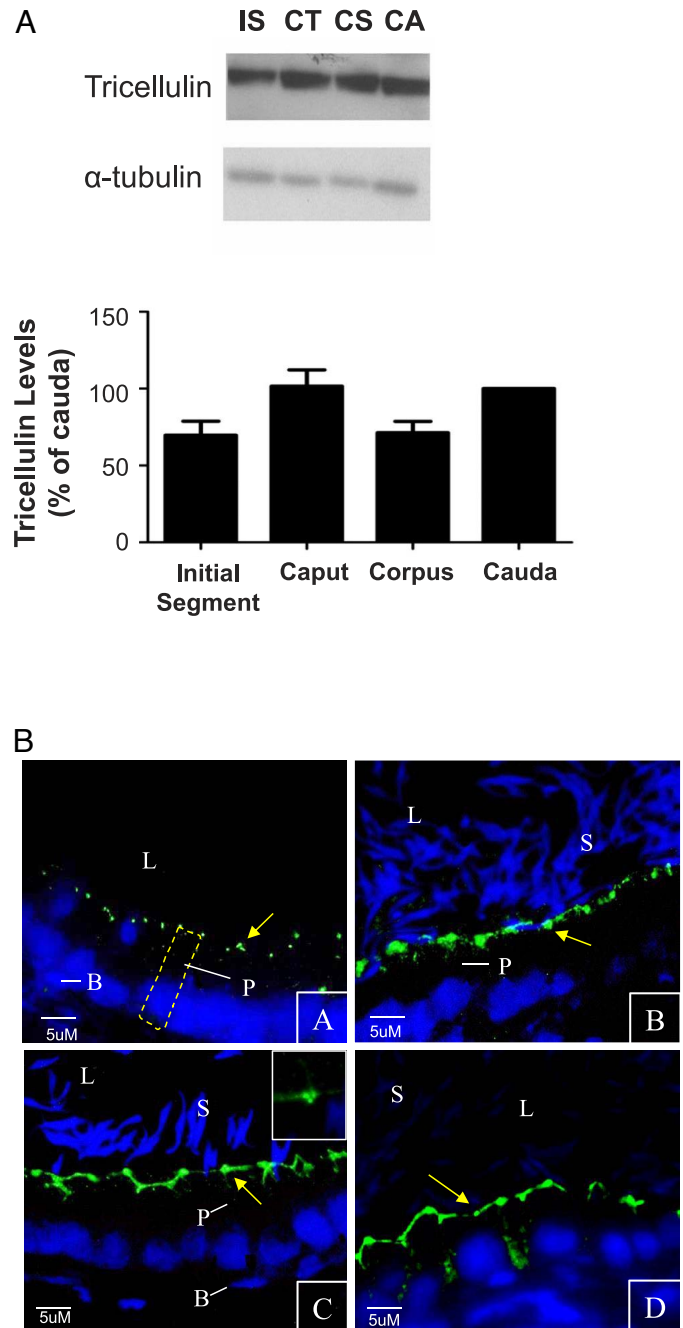 A
IS CT CS CA
Tricellulin
α-tubulin
Tricellulin Levels
(% of cauda)
150
100
50
0
Initial
Segment
Caput
Corpus
Cauda
B
L
B
P
5uM
A
L
S
P
5uM
B
L
S
P
B
5uM
C
S
L
5uM
D